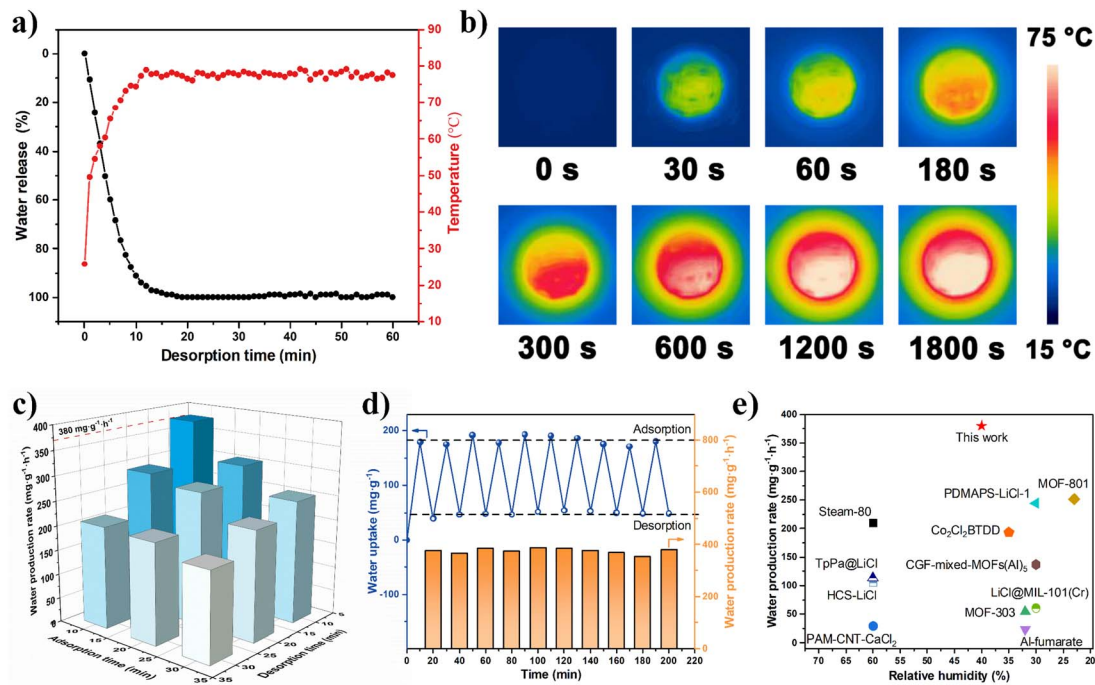 a)
0
20
40
60
80
100
Water release (%)
0 10 20 30 40 50 60
Desorption time (min)
90
80
70
60
50
40
30
20
10
Temperature (°C)
b)
75 °C
0 s 30 s 60 s 180 s
300 s 600 s 1200 s 1800 s
15 °C
c)
380 mg·g⁻¹·h⁻¹
400
350
300
250
200
150
100
50
0
Water production rate (mg·g⁻¹·h⁻¹)
5 10 15 20 25 30 35
Adsorption time (min)
35 30 25 20 15 10 5
Desorption time (min)
d)
200
100
0
-100
Water uptake (mg·g⁻¹)
Adsorption
Desorption
800
600
400
200
0
Water production rate (mg·g⁻¹·h⁻¹)
0 20 40 60 80 100 120 140 160 180 200 220
Time (min)
e)
400
350
300
250
200
150
100
50
0
Water production rate (mg·g⁻¹·h⁻¹)
This work
MOF-801
PDMAPS-LiCl-1
Steam-80
Co₂Cl₂BTDD
TpPa@LiCl
CGF-mixed-MOFs(Al)₅
HCS-LiCl
LiCl@MIL-101(Cr)
MOF-303
PAM-CNT-CaCl₂
Al-fumarate
70 60 50 40 30 20
Relative humidity (%)